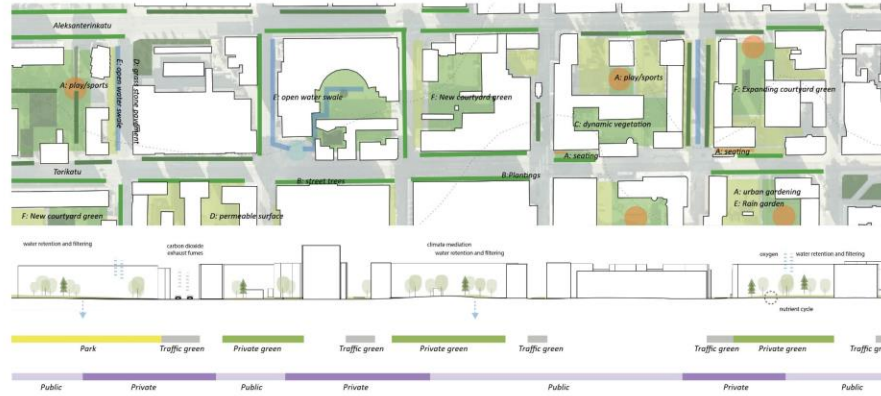 Aleksanterinkatu
A: play/sports
E: open water swale
D: grass stone pavement
E: open water swale
F: New courtyard green
A: play/sports
C: dynamic vegetation
F: Expanding courtyard green
A: seating
A: seating
Torikatu
B: street trees
B:Plantings
F: New courtyard green
D: permeable surface
A: urban gardening
E: Rain garden
water retention and filtering
carbon dioxide
exhaust fumes
climate mediation
water retention and filtering
oxygen
water retention and filtering
nutrient cycle
Park
Traffic green
Private green
Traffic green
Private green
Traffic green
Traffic green
Private green
Traffic g
Public
Private
Public
Private
Public
Private
Public